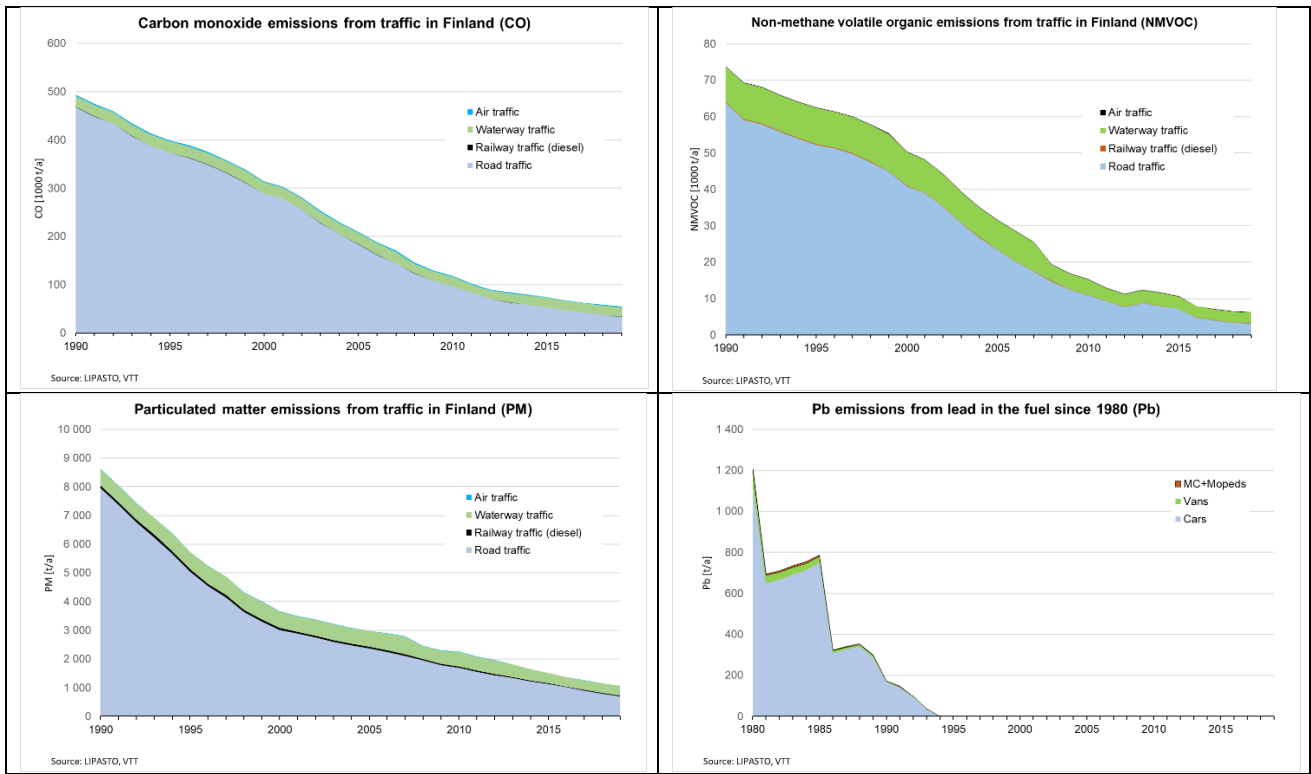 Carbon monoxide emissions from traffic in Finland (CO)
600
500
400
300
200
100
0
CO [1000 t/a]
Air traffic
Waterway traffic
Railway traffic (diesel)
Road traffic
1990 1995 2000 2005 2010 2015
Source: LIPASTO, VTT
Non-methane volatile organic emissions from traffic in Finland (NMVOC)
80
70
60
50
40
30
20
10
0
NMVOC [1000 t/a]
Air traffic
Waterway traffic
Railway traffic (diesel)
Road traffic
1990 1995 2000 2005 2010 2015
Source: LIPASTO, VTT
Particulated matter emissions from traffic in Finland (PM)
10 000
9 000
8 000
7 000
6 000
5 000
4 000
3 000
2 000
1 000
0
PM [t/a]
Air traffic
Waterway traffic
Railway traffic (diesel)
Road traffic
1990 1995 2000 2005 2010 2015
Source: LIPASTO, VTT
Pb emissions from lead in the fuel since 1980 (Pb)
1 400
1 200
1 000
800
600
400
200
0
Pb [t/a]
MC+Mopeds
Vans
Cars
1980 1985 1990 1995 2000 2005 2010 2015
Source: LIPASTO, VTT